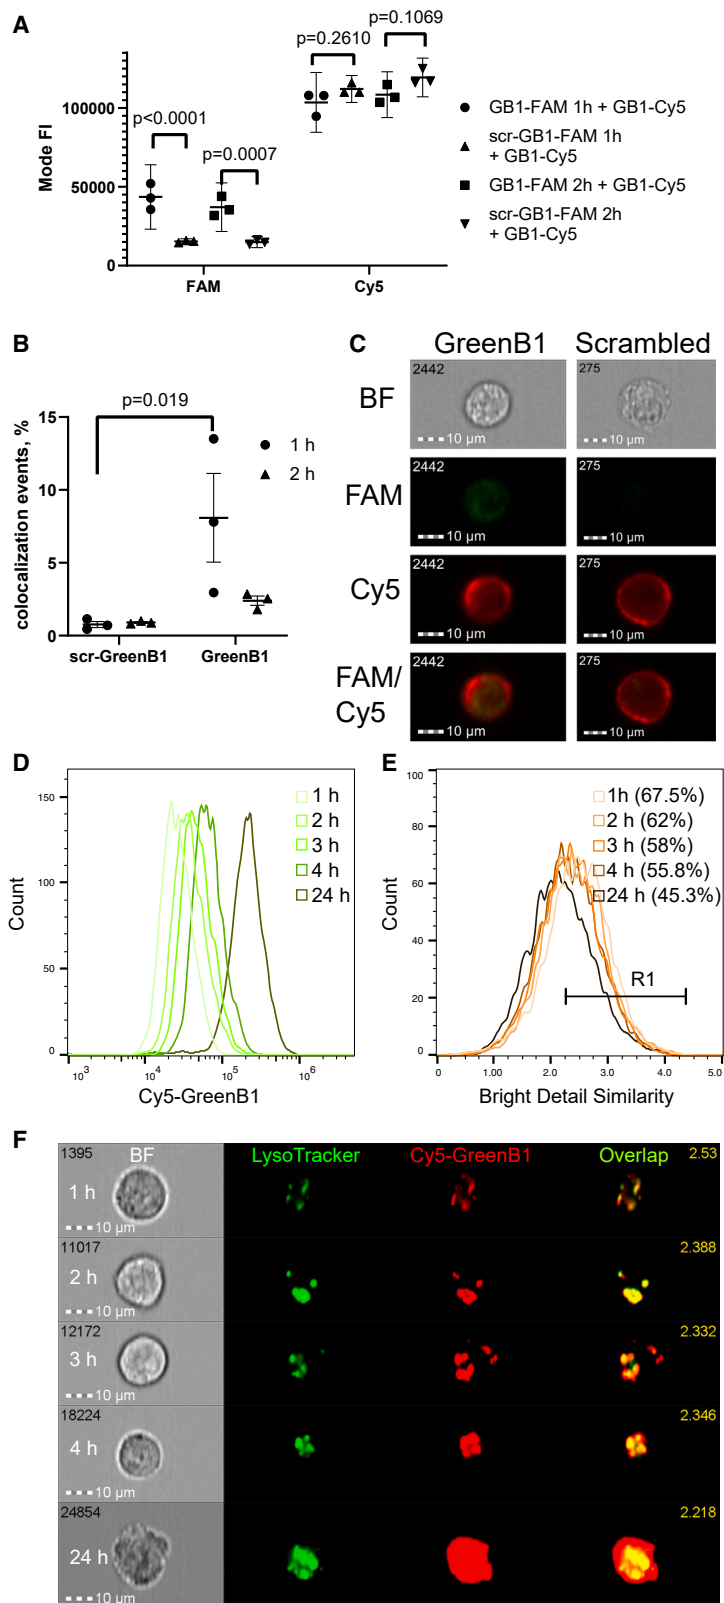 A
p=0.2610
p=0.1069
p<0.0001
p=0.0007
Mode FI
100000
50000
0
FAM
Cy5
GB1-FAM 1h + GB1-Cy5
scr-GB1-FAM 1h
+ GB1-Cy5
GB1-FAM 2h + GB1-Cy5
scr-GB1-FAM 2h
+ GB1-Cy5
B
colocalization events, %
15
10
5
0
p=0.019
1 h
2 h
scr-GreenB1
GreenB1
C
GreenB1
Scrambled
BF
2442
10 µm
275
10 µm
FAM
2442
10 µm
275
10 µm
Cy5
2442
10 µm
275
10 µm
FAM/
Cy5
2442
10 µm
275
10 µm
D
Count
150
100
50
0
10³
10⁴
10⁵
10⁶
Cy5-GreenB1
1 h
2 h
3 h
4 h
24 h
E
Count
100
80
60
40
20
0
0
1.00
2.0
3.0
4.0
5.0
Bright Detail Similarity
1h (67.5%)
2 h (62%)
3 h (58%)
4 h (55.8%)
24 h (45.3%)
R1
F
1395
BF
LysoTracker
Cy5-GreenB1
Overlap
2.53
1 h
10 µm
11017
2.388
2 h
10 µm
12172
2.332
3 h
10 µm
18224
2.346
4 h
10 µm
24854
2.218
24 h
10 µm